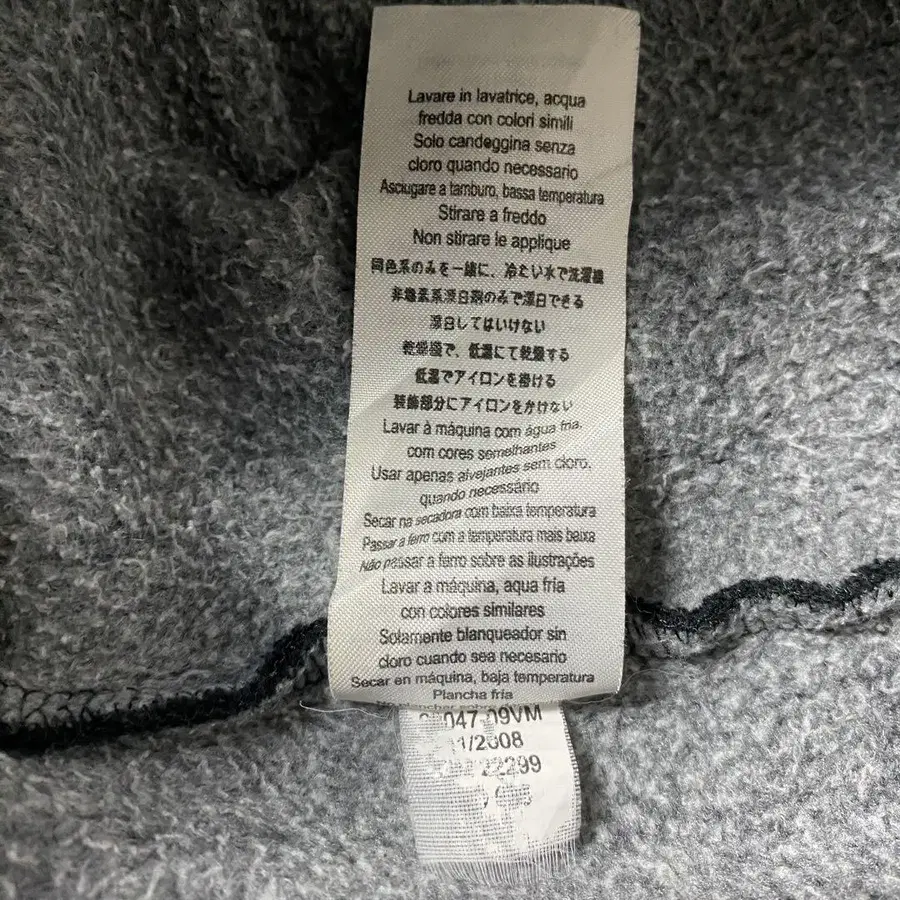 Lavare in lavatrice, acqua
fredda con colori simili
Solo candeggina senza
cloro quando necessario
Asciugare a tamburo, bassa temperatura
Stirare a freddo
Non stirare le applique
同色系のみを一緒に、冷たい水で洗濯機
非塩素系漂白剤のみで漂白できる
漂白してはいけない
乾燥機で、低温にて乾燥する
低温でアイロンを掛ける
装飾部分にアイロンをかけない
Lavar à máquina com água fria,
com cores semelhantes
Usar apenas alvejantes sem cloro,
quando necessário
Secar na secadora com baixa temperatura
Passar a ferro com a temperatura mais baixa
Não passar a ferro sobre as ilustrações
Lavar a máquina, aqua fria
con colores similares
Solamente blanqueador sin
cloro cuando sea necesario
Secar en máquina, baja temperatura
Plancha fria
047-09VM
11/2008
22299